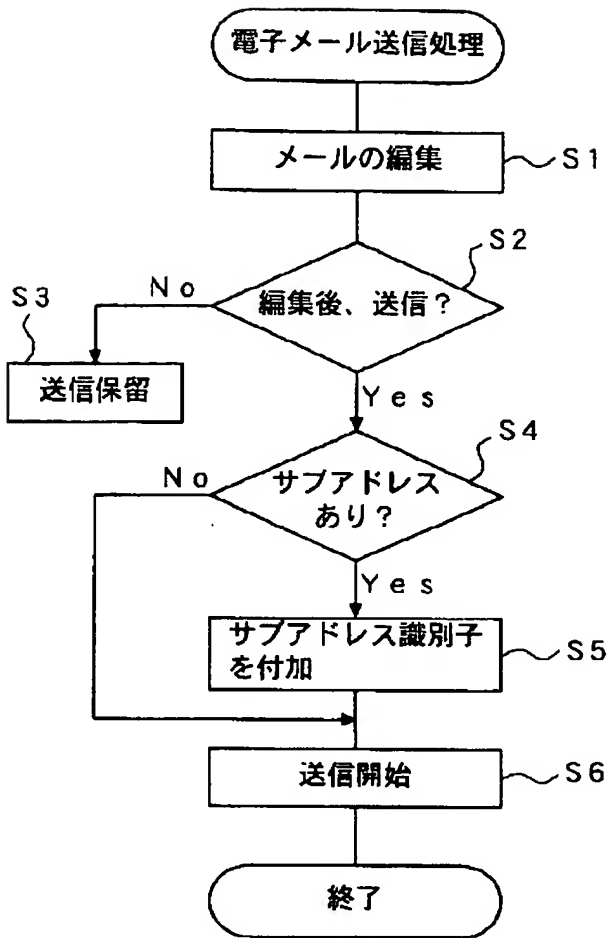 電子メール送信処理
メールの編集
S1
S2
編集後、送信?
No
S3
送信保留
Yes
S4
No
サブアドレス
あり?
Yes
サブアドレス識別子
を付加
S5
送信開始
S6
終了